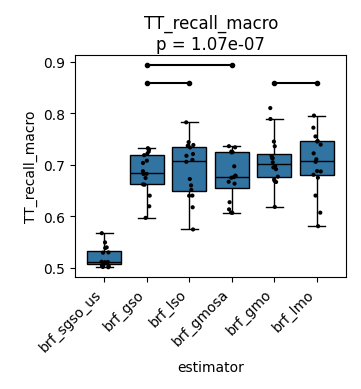 TT_recall_macro
p = 1.07e-07
TT_recall_macro
0.9
0.8
0.7
0.6
0.5
brf_sgso_us
brf_gso
brf_lso
brf_gmosa
brf_gmo
brf_lmo
estimator